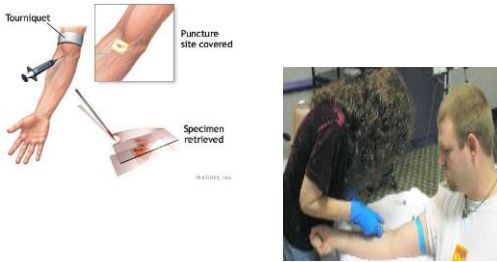 Tourniquet
Puncture
site covered
Specimen
retrieved